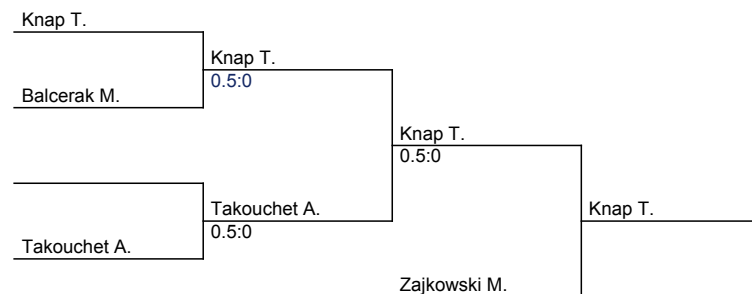 Knap T.
Knap T.
0.5:0
Balcerak M.
Knap T.
0.5:0
Takouchet A.
Knap T.
0.5:0
Takouchet A.
Zajkowski M.